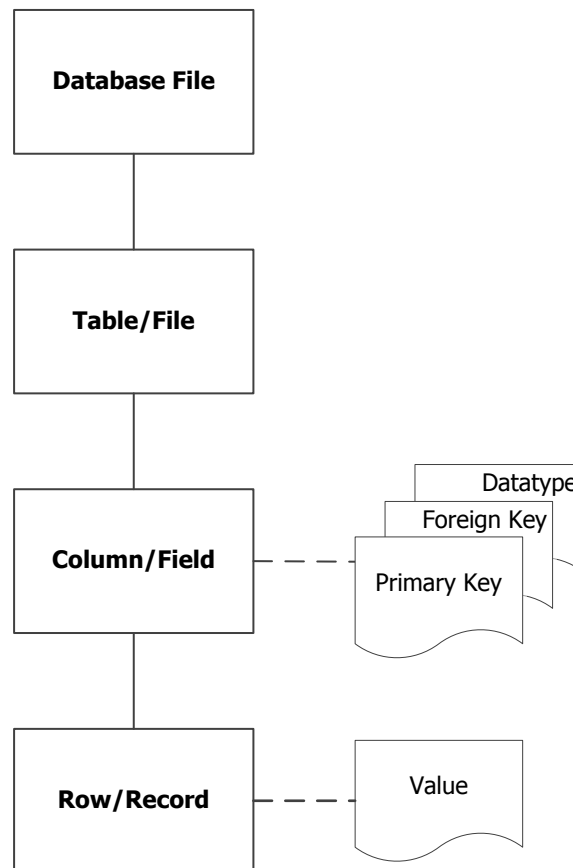 Database File
Table/File
Datatype
Foreign Key
Column/Field
Primary Key
Row/Record
Value